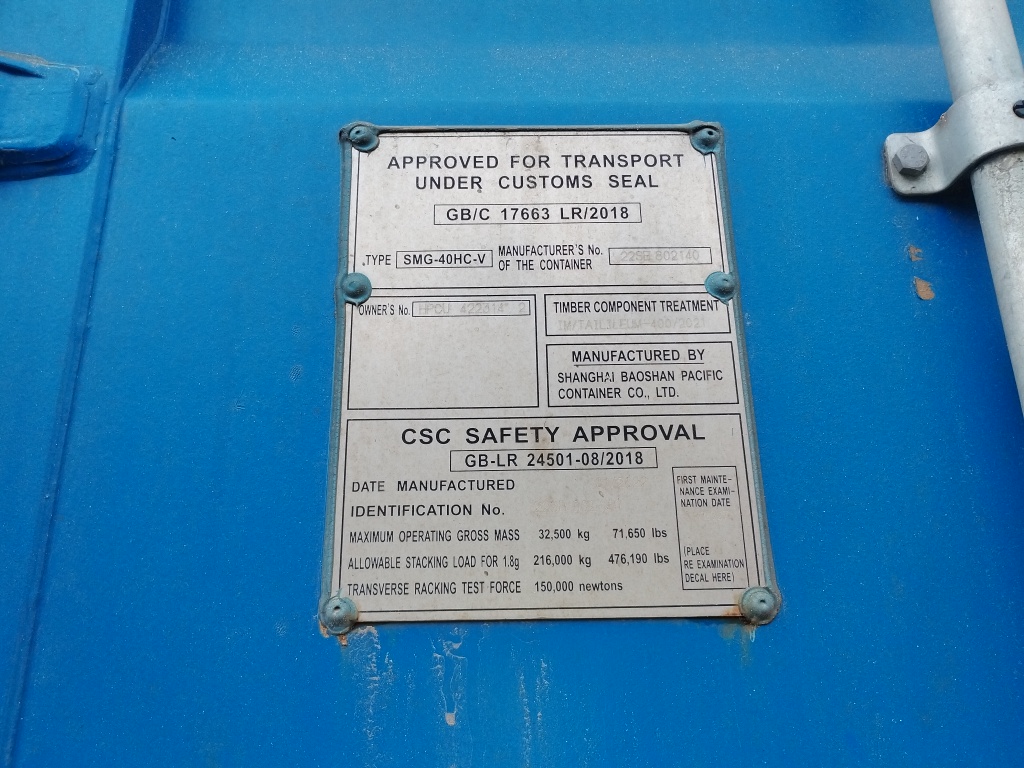 APPROVED FOR TRANSPORT
UNDER CUSTOMS SEAL
GB/C 17663 LR/2018
TYPE SMG-40HC-V MANUFACTURER'S No.
OF THE CONTAINER
OWNER'S No.
TIMBER COMPONENT TREATMENT
MANUFACTURED BY
SHANGHAI BAOSHAN PACIFIC
CONTAINER CO., LTD.
CSC SAFETY APPROVAL
GB-LR 24501-08/2018
DATE MANUFACTURED
IDENTIFICATION No.
MAXIMUM OPERATING GROSS MASS 32,500 kg 71,650 lbs
ALLOWABLE STACKING LOAD FOR 1.8g 216,000 kg 476,190 lbs
TRANSVERSE RACKING TEST FORCE 150,000 newtons
FIRST MAINTE-
NANCE EXAMI-
NATION DATE
(PLACE
RE EXAMINATION
DECAL HERE)